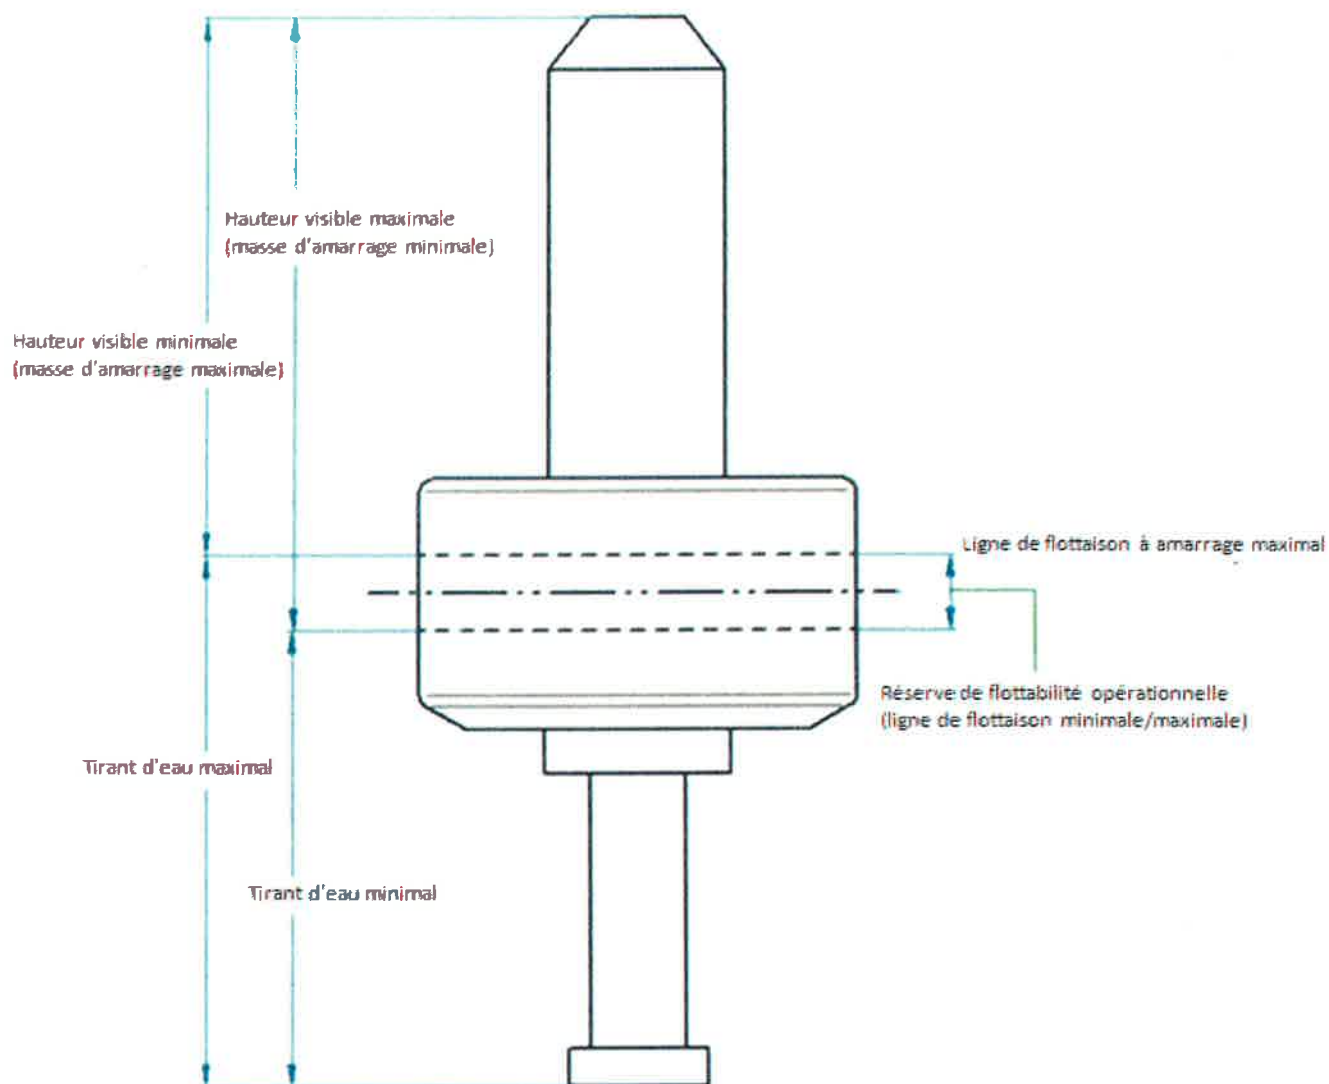 Hauteur visible maximale
(masse d'amarrage minimale)
Hauteur visible minimale
(masse d'amarrage maximale)
Ligne de flottaison à amarrage maximal
Réserve de flottabilité opérationnelle
(ligne de flottaison minimale/maximale)
Tirant d'eau maximal
Tirant d'eau minimal